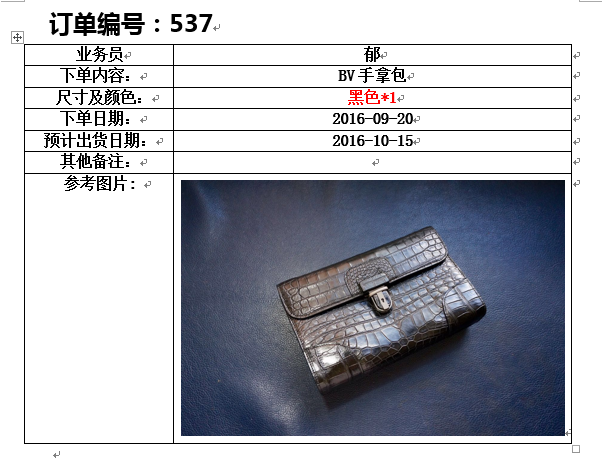 订单编号：537
业务员 郁
下单内容： BV手拿包
尺寸及颜色： 黑色*1
下单日期： 2016-09-20
预计出货日期： 2016-10-15
其他备注：
参考图片：